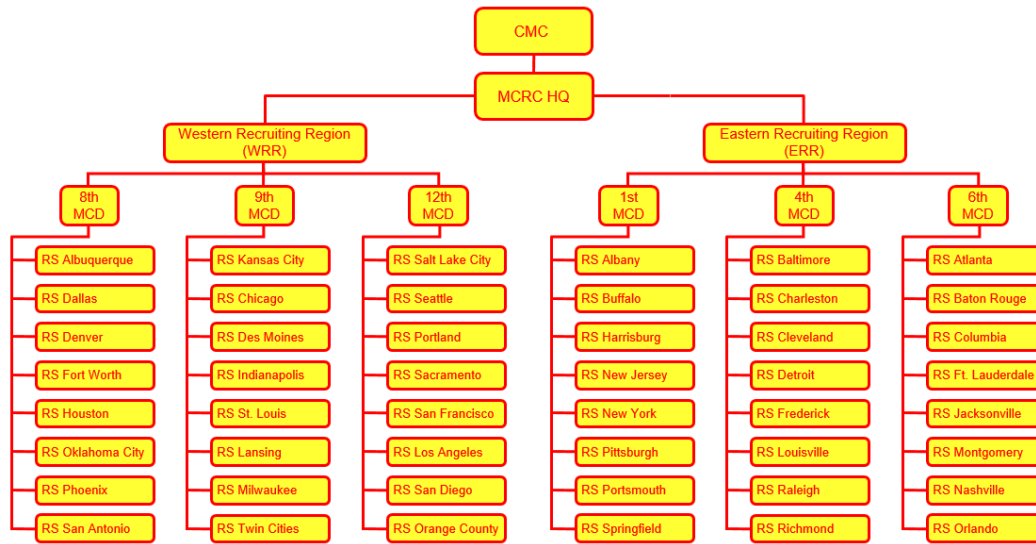 CMC
MCRC HQ
Western Recruiting Region
(WRR)
Eastern Recruiting Region
(ERR)
8th
MCD
9th
MCD
12th
MCD
1st
MCD
4th
MCD
6th
MCD
RS Albuquerque
RS Dallas
RS Denver
RS Fort Worth
RS Houston
RS Oklahoma City
RS Phoenix
RS San Antonio
RS Kansas City
RS Chicago
RS Des Moines
RS Indianapolis
RS St. Louis
RS Lansing
RS Milwaukee
RS Twin Cities
RS Salt Lake City
RS Seattle
RS Portland
RS Sacramento
RS San Francisco
RS Los Angeles
RS San Diego
RS Orange County
RS Albany
RS Buffalo
RS Harrisburg
RS New Jersey
RS New York
RS Pittsburgh
RS Portsmouth
RS Springfield
RS Baltimore
RS Charleston
RS Cleveland
RS Detroit
RS Frederick
RS Louisville
RS Raleigh
RS Richmond
RS Atlanta
RS Baton Rouge
RS Columbia
RS Ft. Lauderdale
RS Jacksonville
RS Montgomery
RS Nashville
RS Orlando